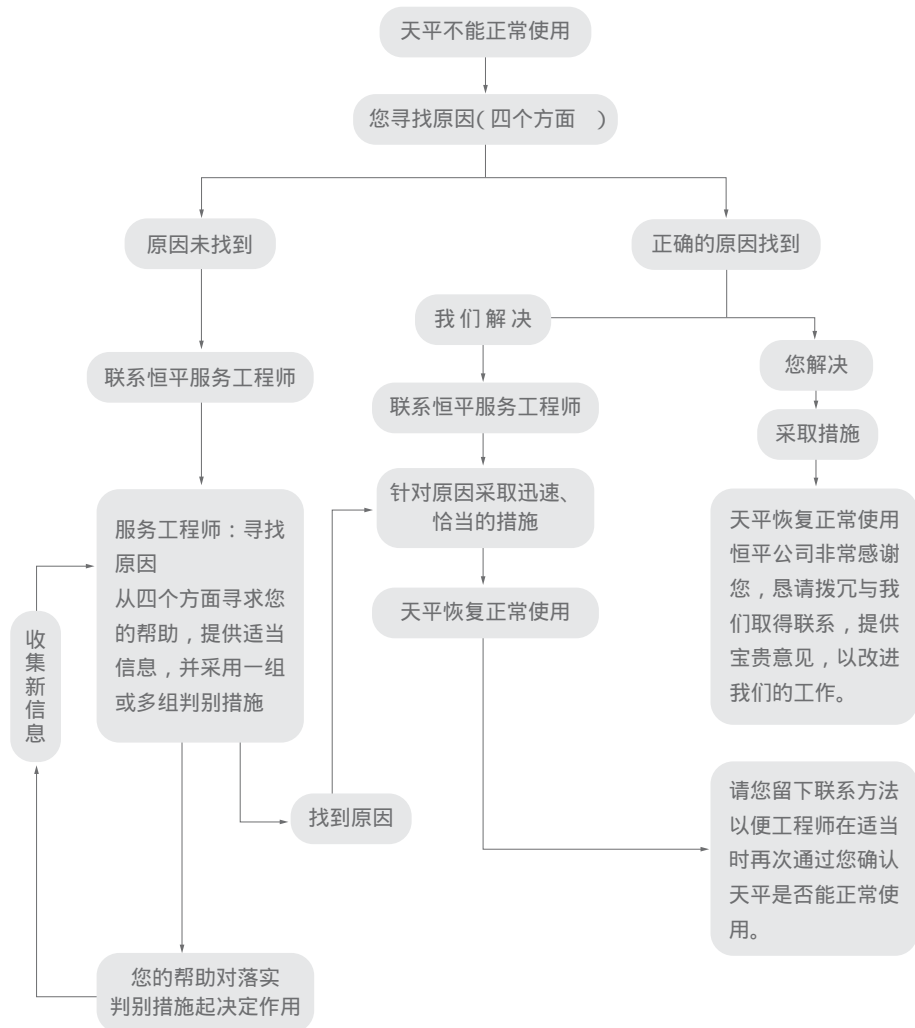 天平不能正常使用
您寻找原因(四个方面 )
原因未找到
正确的原因找到
我们解决
您解决
联系恒平服务工程师
联系恒平服务工程师
采取措施
针对原因采取迅速、
恰当的措施
服务工程师:寻找
原因
从四个方面寻求您
的帮助,提供适当
信息,并采用一组
或多组判别措施
天平恢复正常使用
恒平公司非常感谢
您,恳请拨冗与我
们取得联系,提供
宝贵意见,以改进
我们的工作。
天平恢复正常使用
收集新信息
找到原因
请您留下联系方法
以便工程师在适当
时再次通过您确认
天平是否能正常使
用。
您的帮助对落实
判别措施起决定作用